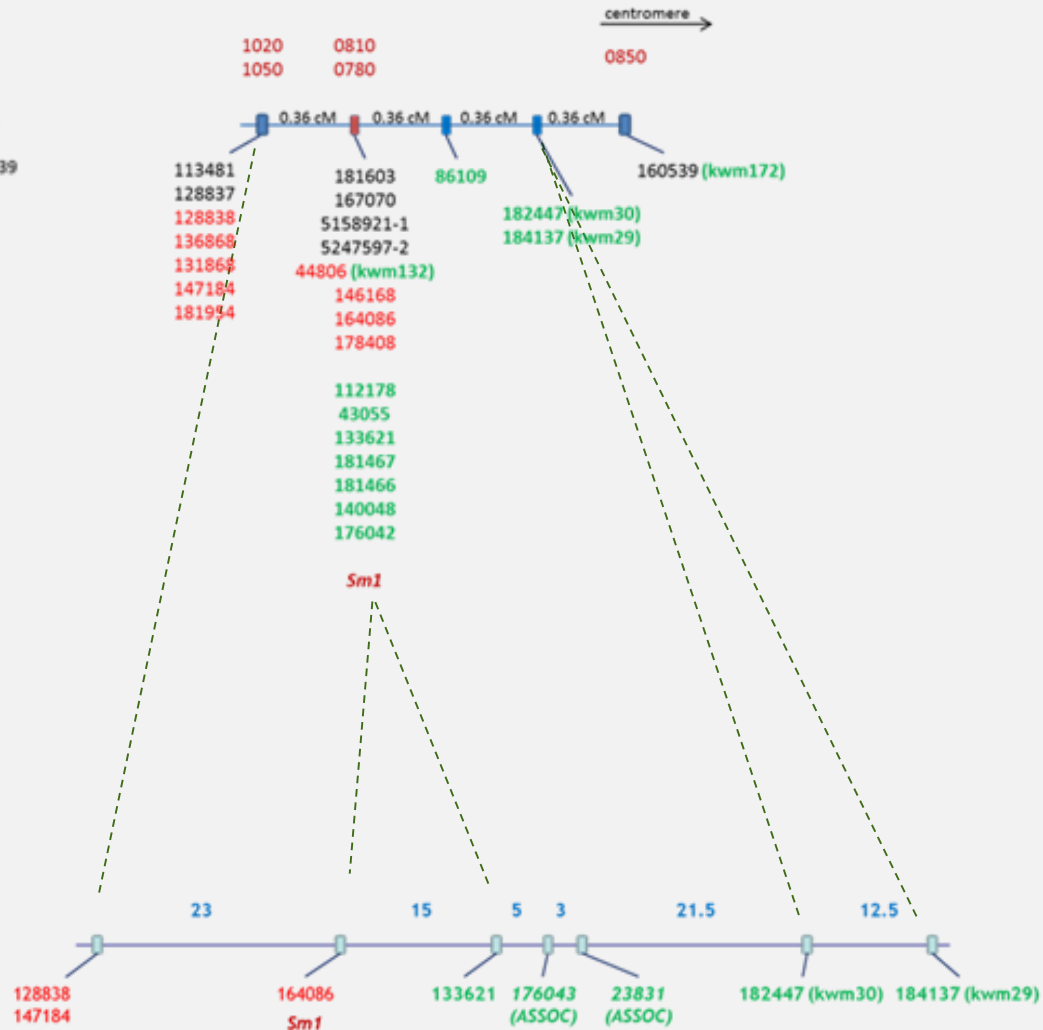 centromere
1020
1050
0810
0780
0850
0.36 cM
0.36 cM
0.36 cM
0.36 cM
39
113481
128837
128838
136868
131868
147184
181954
181603
167070
5158921-1
5247597-2
44806 (kwm132)
146168
164086
178408
112178
43055
133621
181467
181466
140048
176042
Sm1
86109
182447 (kwm30)
184137 (kwm29)
160539 (kwm172)
23
15
5
3
21.5
12.5
128838
147184
164086
Sm1
133621
176043
(ASSOC)
23831
(ASSOC)
182447 (kwm30)
184137 (kwm29)